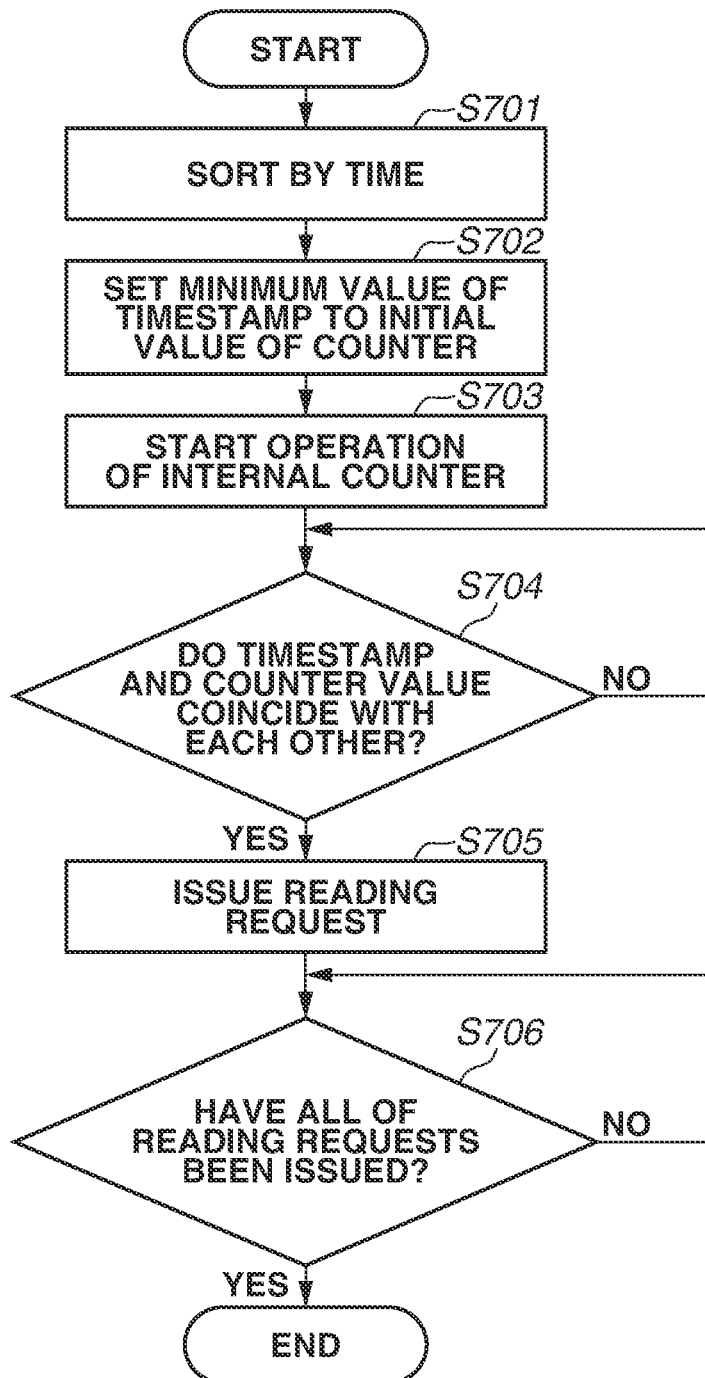 START
S701
SORT BY TIME
S702
SET MINIMUM VALUE OF
TIMESTAMP TO INITIAL
VALUE OF COUNTER
S703
START OPERATION
OF INTERNAL COUNTER
S704
DO TIMESTAMP
AND COUNTER VALUE
COINCIDE WITH
EACH OTHER?
NO
YES
S705
ISSUE READING
REQUEST
S706
HAVE ALL OF
READING REQUESTS
BEEN ISSUED?
NO
YES
END